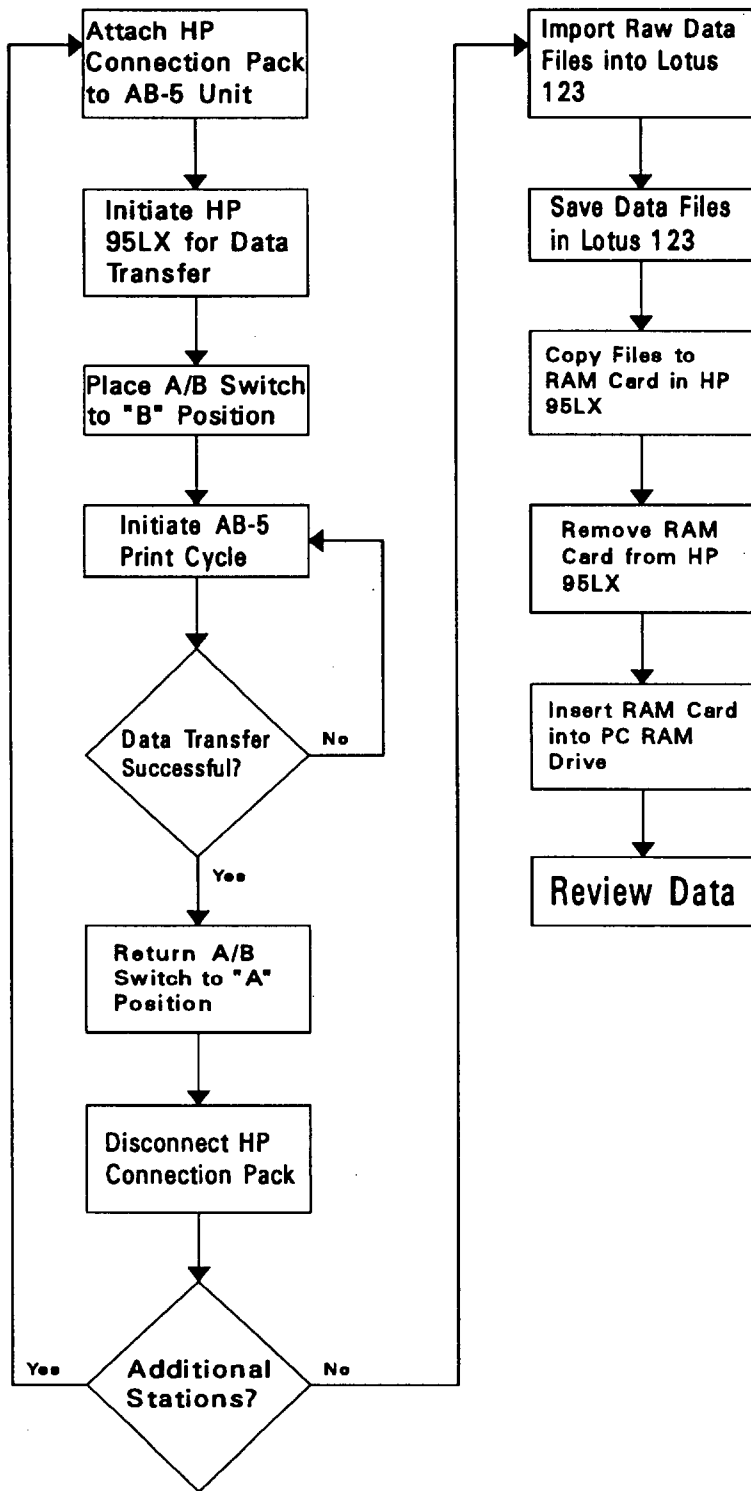 Attach HP
Connection Pack
to AB-5 Unit
Initiate HP
95LX for Data
Transfer
Place A/B Switch
to "B" Position
Initiate AB-5
Print Cycle
Data Transfer
Successful?
No
Yes
Return A/B
Switch to "A"
Position
Disconnect HP
Connection Pack
Additional
Stations?
Yes
No
Import Raw Data
Files into Lotus
123
Save Data Files
in Lotus 123
Copy Files to
RAM Card in HP
95LX
Remove RAM
Card from HP
95LX
Insert RAM Card
into PC RAM
Drive
Review Data